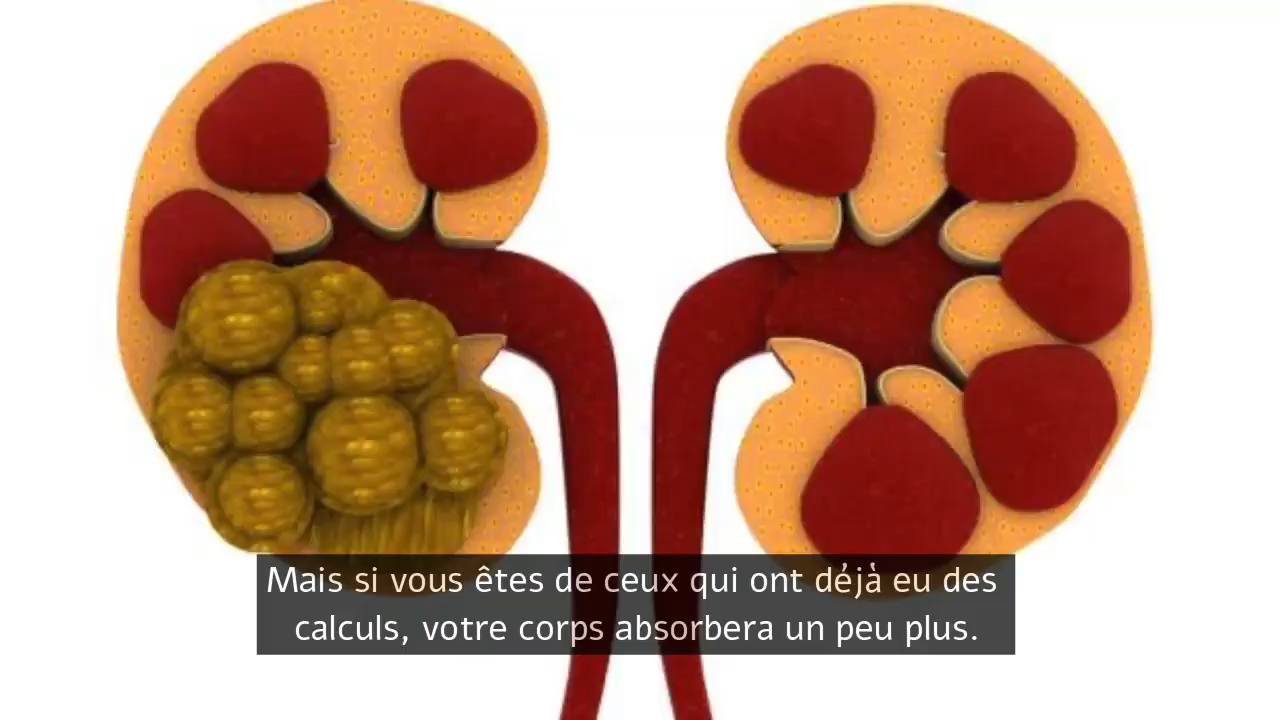 Mais si vous êtes de ceux qui ont déjà eu des
calculs, votre corps absorbera un peu plus.